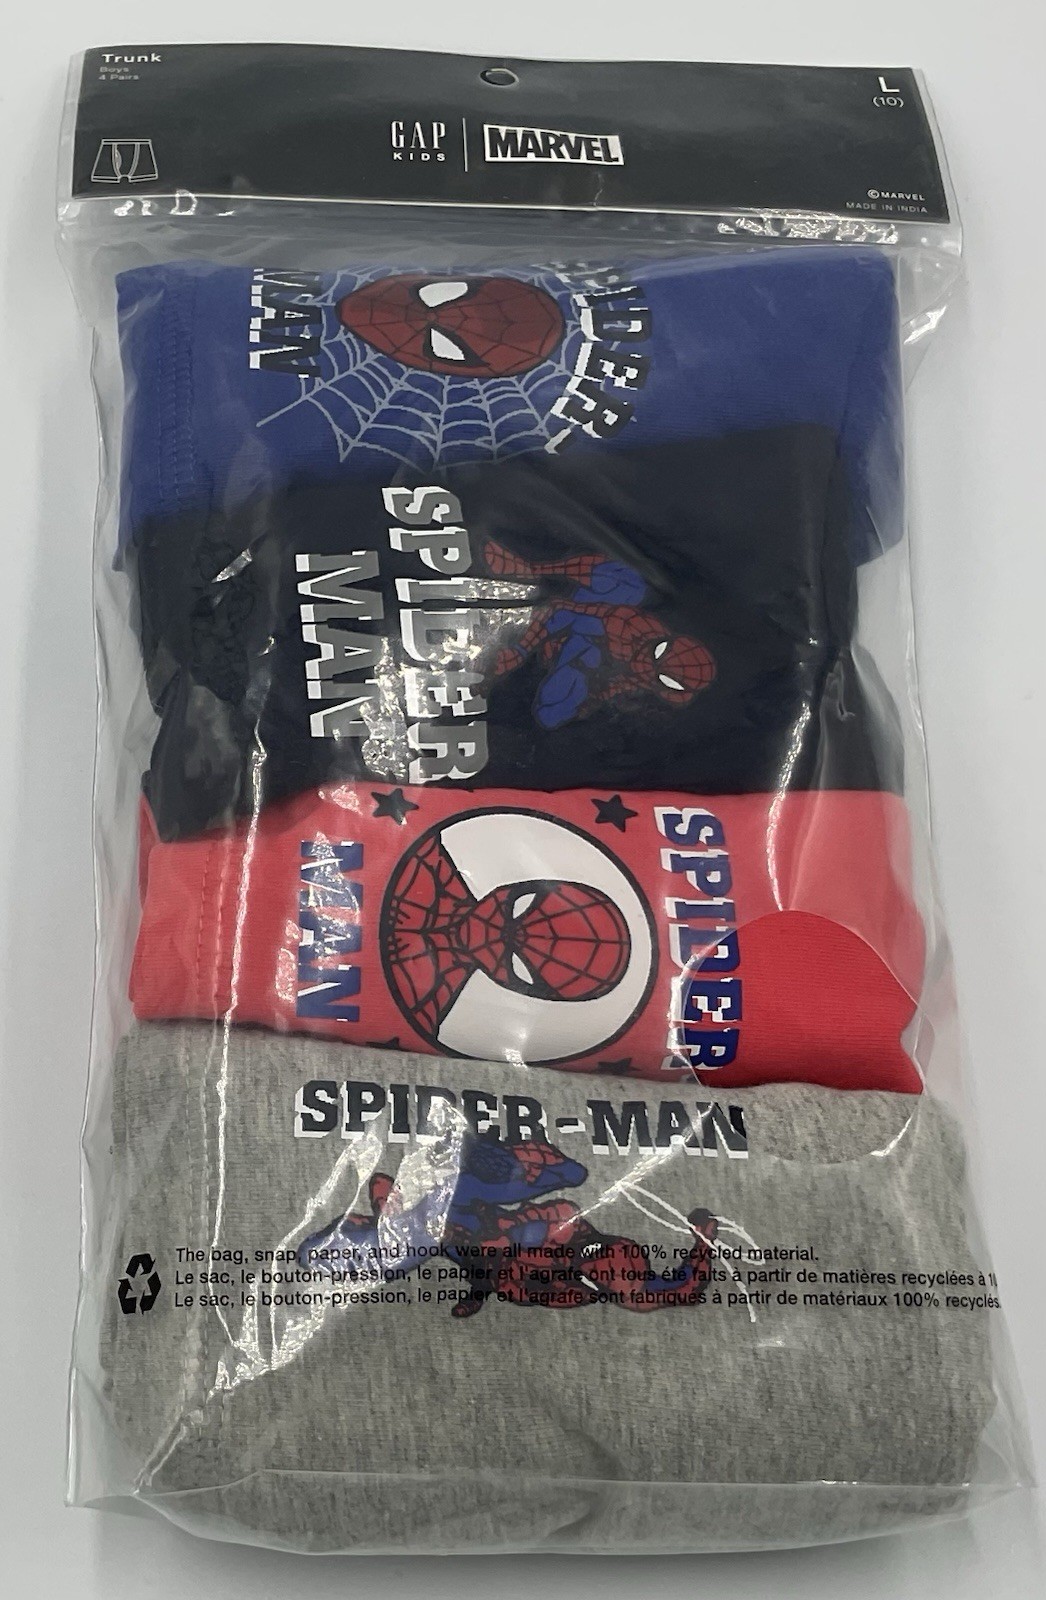 Trunk
Boys
4 Pairs
L
(10)
GAP
KIDS
MARVEL
©MARVEL
MADE IN INDIA
SPIDER-
MAN
SPIDER
MAN
SPIDER
MAN
SPIDER-MAN
The bag, snap, paper, and hook were all made with 100% recycled material.
Le sac, le bouton-pression, le papier et l'agrafe ont tous été faits à partir de matières recyclées à
Le sac, le bouton-pression, le papier et l'agrafe sont fabriqués à partir de matériaux 100% recyclés.